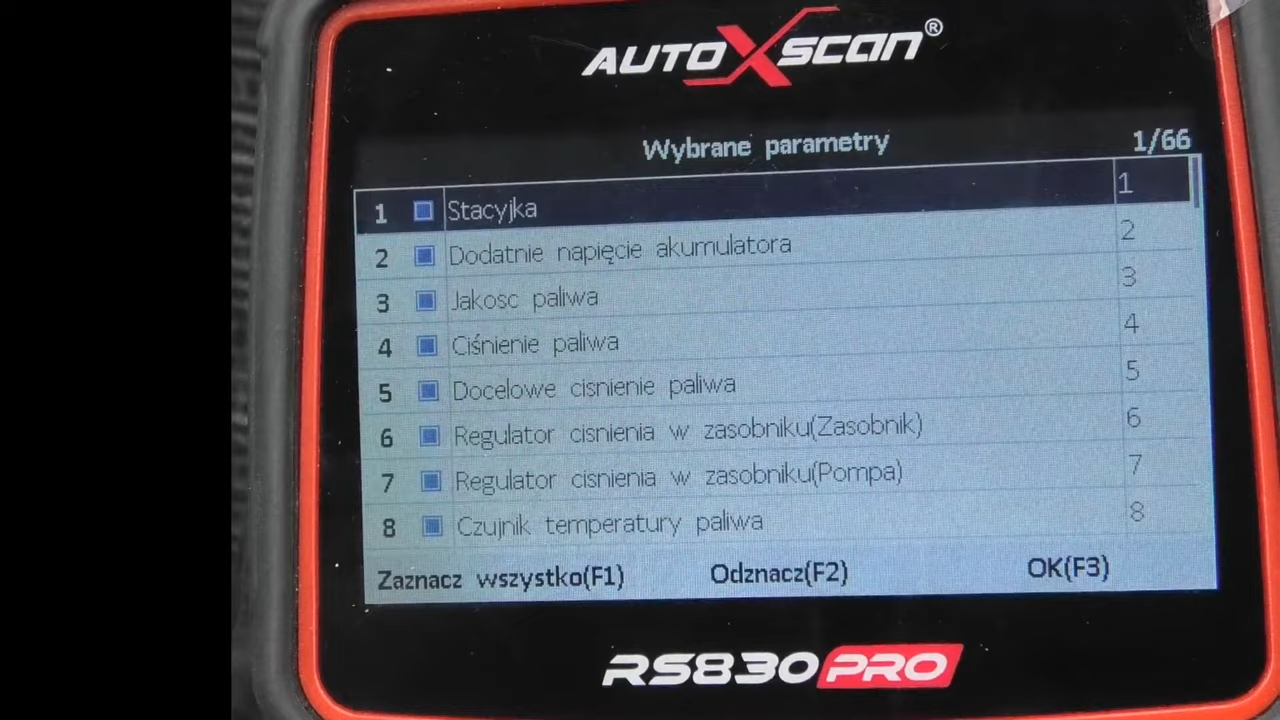 AUTOXSCAN®
Wybrane parametry 1/66
1 Stacyjka 1
2 Dodatnie napięcie akumulatora 2
3 Jakosc paliwa 3
4 Ciśnienie paliwa 4
5 Docelowe cisnienie paliwa 5
6 Regulator cisnienia w zasobniku(Zasobnik) 6
7 Regulator cisnienia w zasobniku(Pompa) 7
8 Czujnik temperatury paliwa 8
Zaznacz wszystko(F1) Odznacz(F2) OK(F3)
RS830 PRO